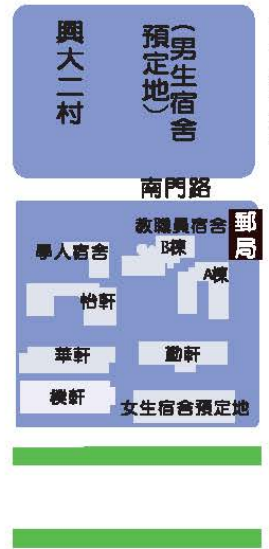 興大二村
（男生宿舍
預定地）
南門路
教職員宿舍
郵局
B棟
學人宿舍
A棟
怡軒
華軒
勤軒
樸軒
女生宿舍預定地